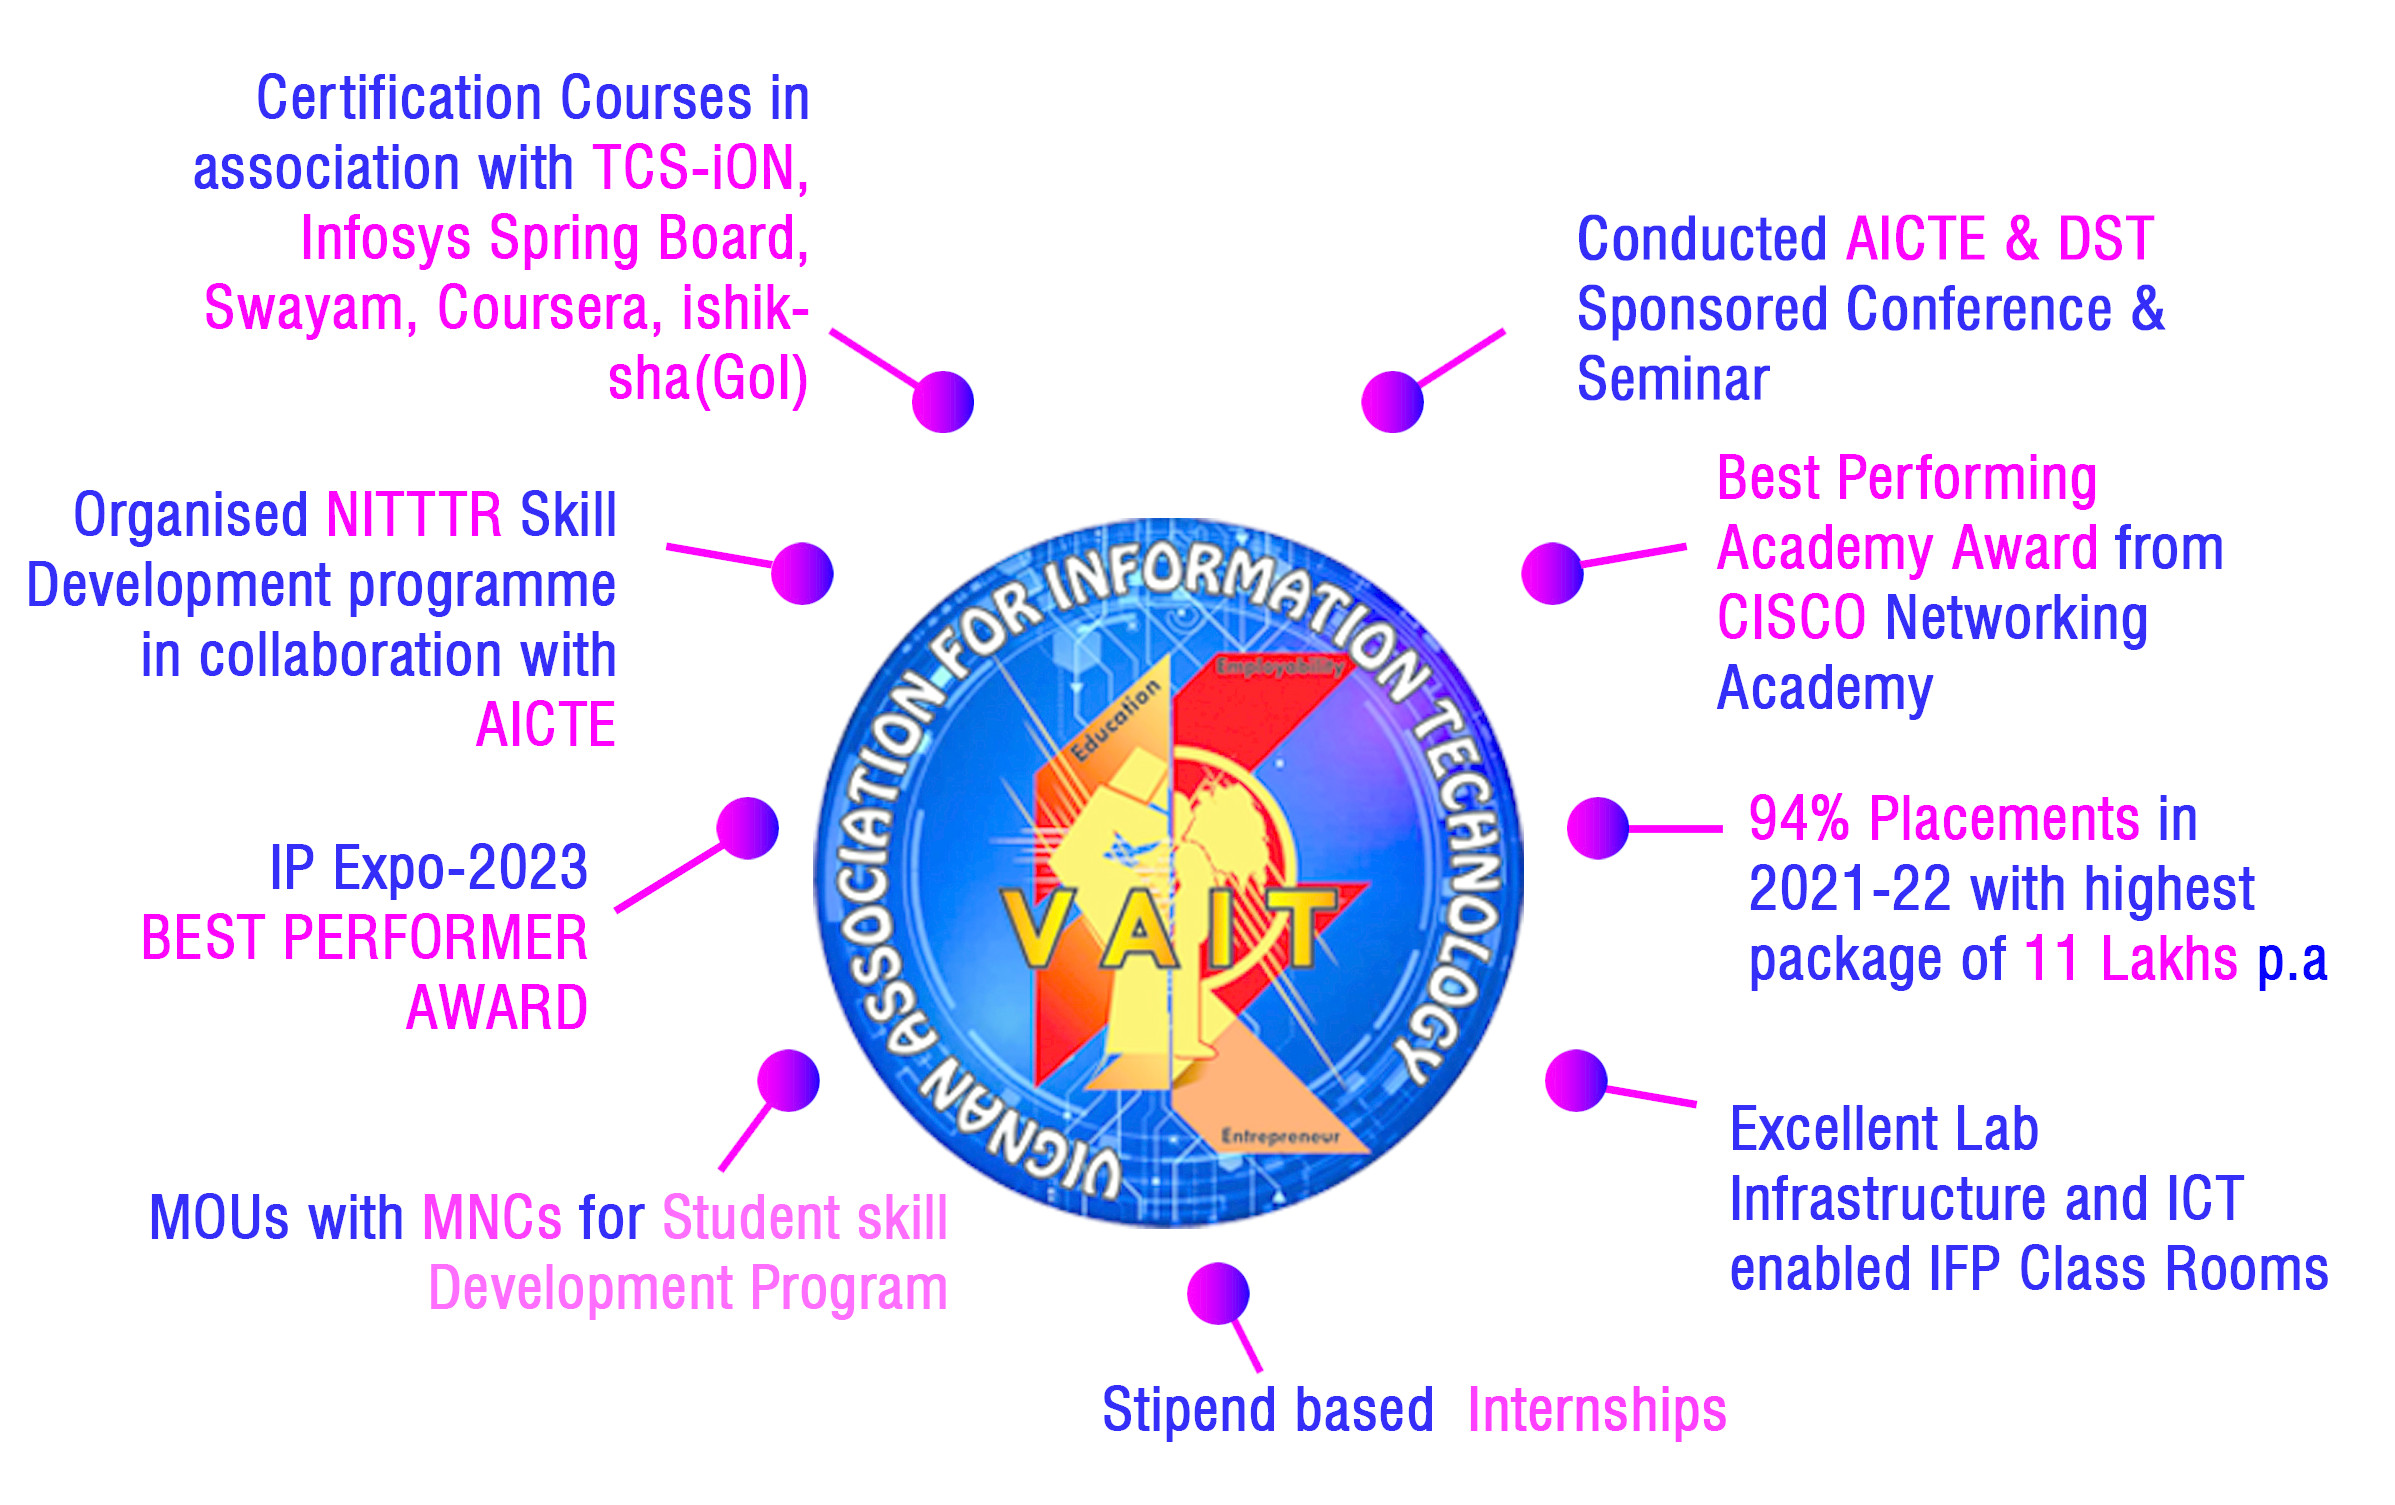 Certification Courses in
association with TCS-iON,
Infosys Spring Board,
Swayam, Coursera, ishik-
sha(GoI)
Organised NITTTR Skill
Development programme
in collaboration with
AICTE
IP Expo-2023
BEST PERFORMER
AWARD
MOUs with MNCs for Student skill
Development Program
VIGNAN ASSOCIATION FOR INFORMATION TECHNOLOGY
Education
Employability
VAIT
Entrepreneur
Stipend based Internships
Conducted AICTE & DST
Sponsored Conference &
Seminar
Best Performing
Academy Award from
CISCO Networking
Academy
94% Placements in
2021-22 with highest
package of 11 Lakhs p.a
Excellent Lab
Infrastructure and ICT
enabled IFP Class Rooms